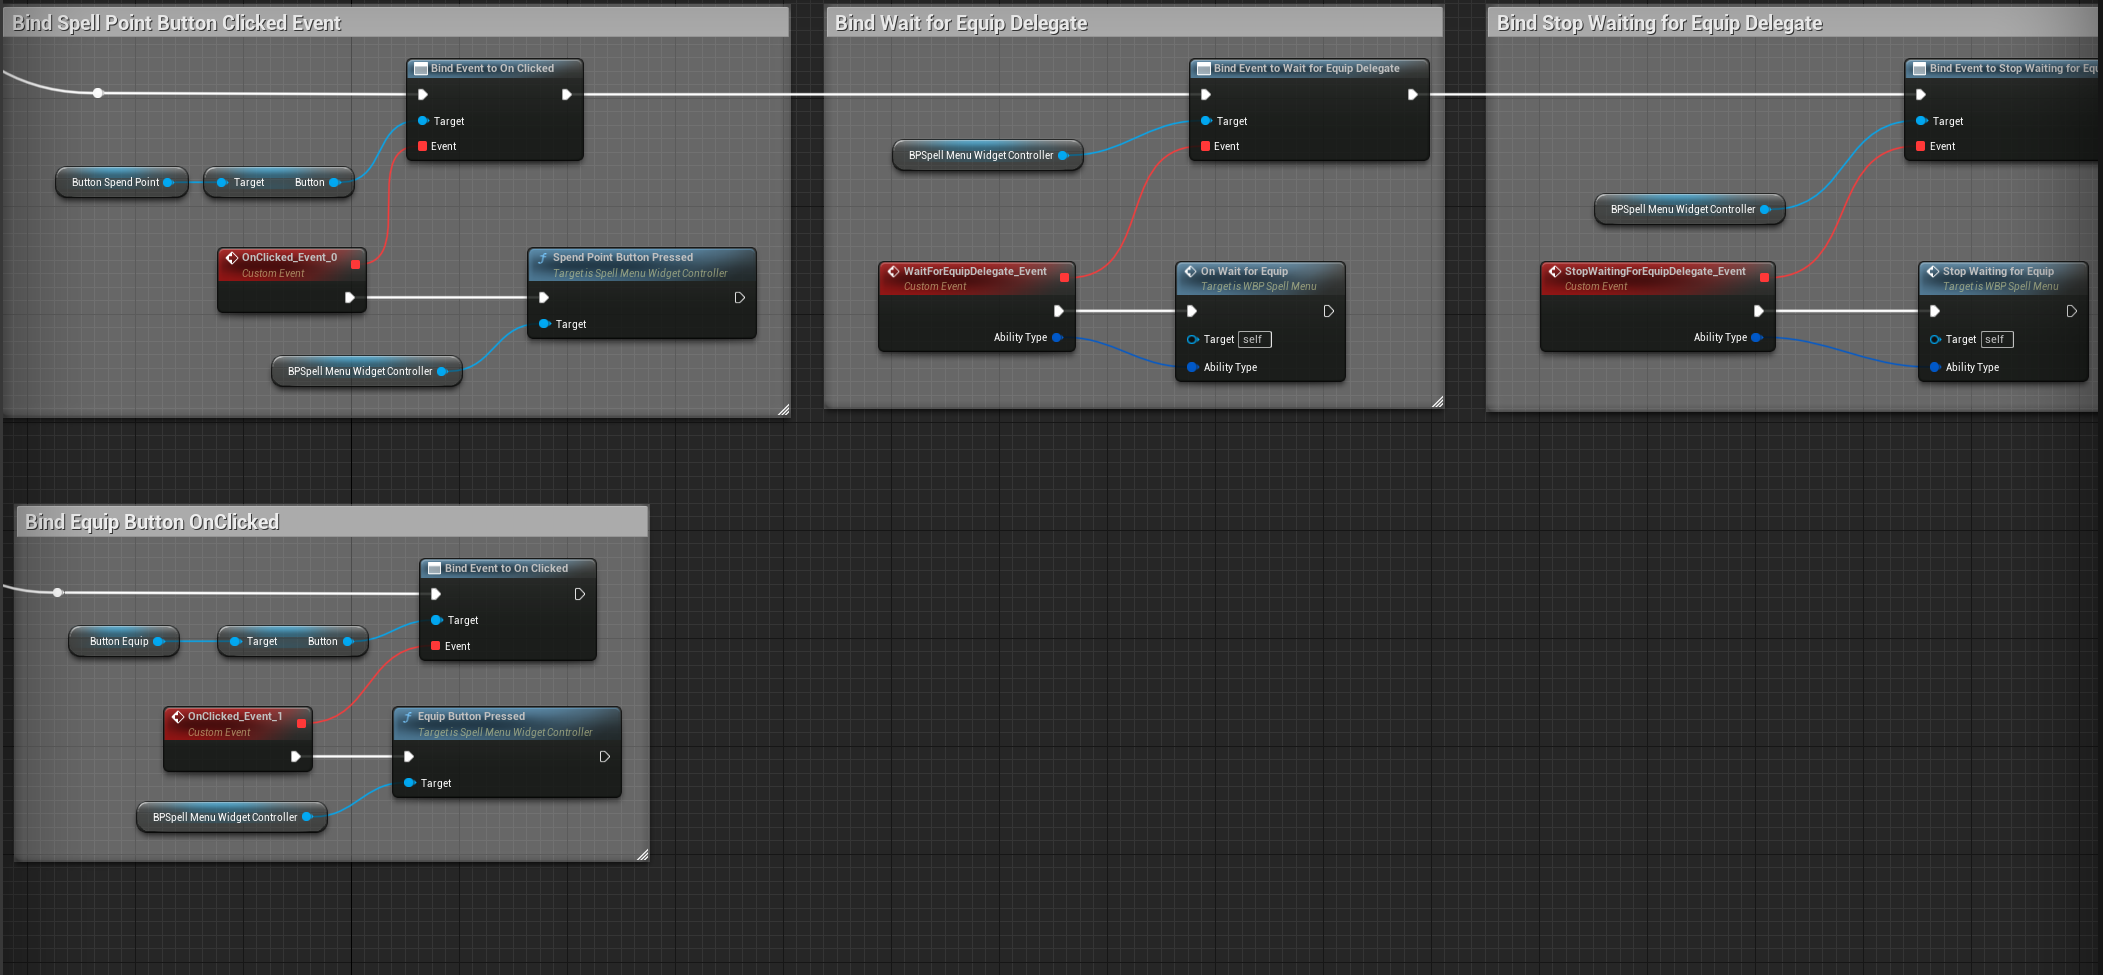 Bind Spell Point Button Clicked Event
Bind Event to On Clicked
Target
Event
Button Spend Point
Target Button
OnClicked_Event_0
Custom Event
Spend Point Button Pressed
Target is Spell Menu Widget Controller
Target
BPSpell Menu Widget Controller
Bind Wait for Equip Delegate
Bind Event to Wait for Equip Delegate
Target
Event
BPSpell Menu Widget Controller
WaitForEquipDelegate_Event
Custom Event
Ability Type
On Wait for Equip
Target is WBP Spell Menu
Target self
Ability Type
Bind Stop Waiting for Equip Delegate
Bind Event to Stop Waiting for Equ
Target
Event
BPSpell Menu Widget Controller
StopWaitingForEquipDelegate_Event
Custom Event
Ability Type
Stop Waiting for Equip
Target is WBP Spell Menu
Target self
Ability Type
Bind Equip Button OnClicked
Bind Event to On Clicked
Target
Event
Button Equip
Target Button
OnClicked_Event_1
Custom Event
Equip Button Pressed
Target is Spell Menu Widget Controller
Target
BPSpell Menu Widget Controller